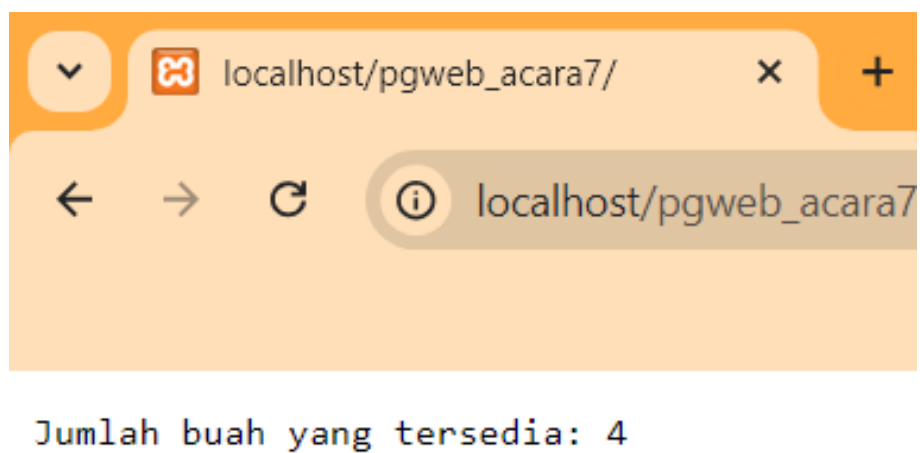 localhost/pgweb_acara7/
localhost/pgweb_acara7
Jumlah buah yang tersedia: 4